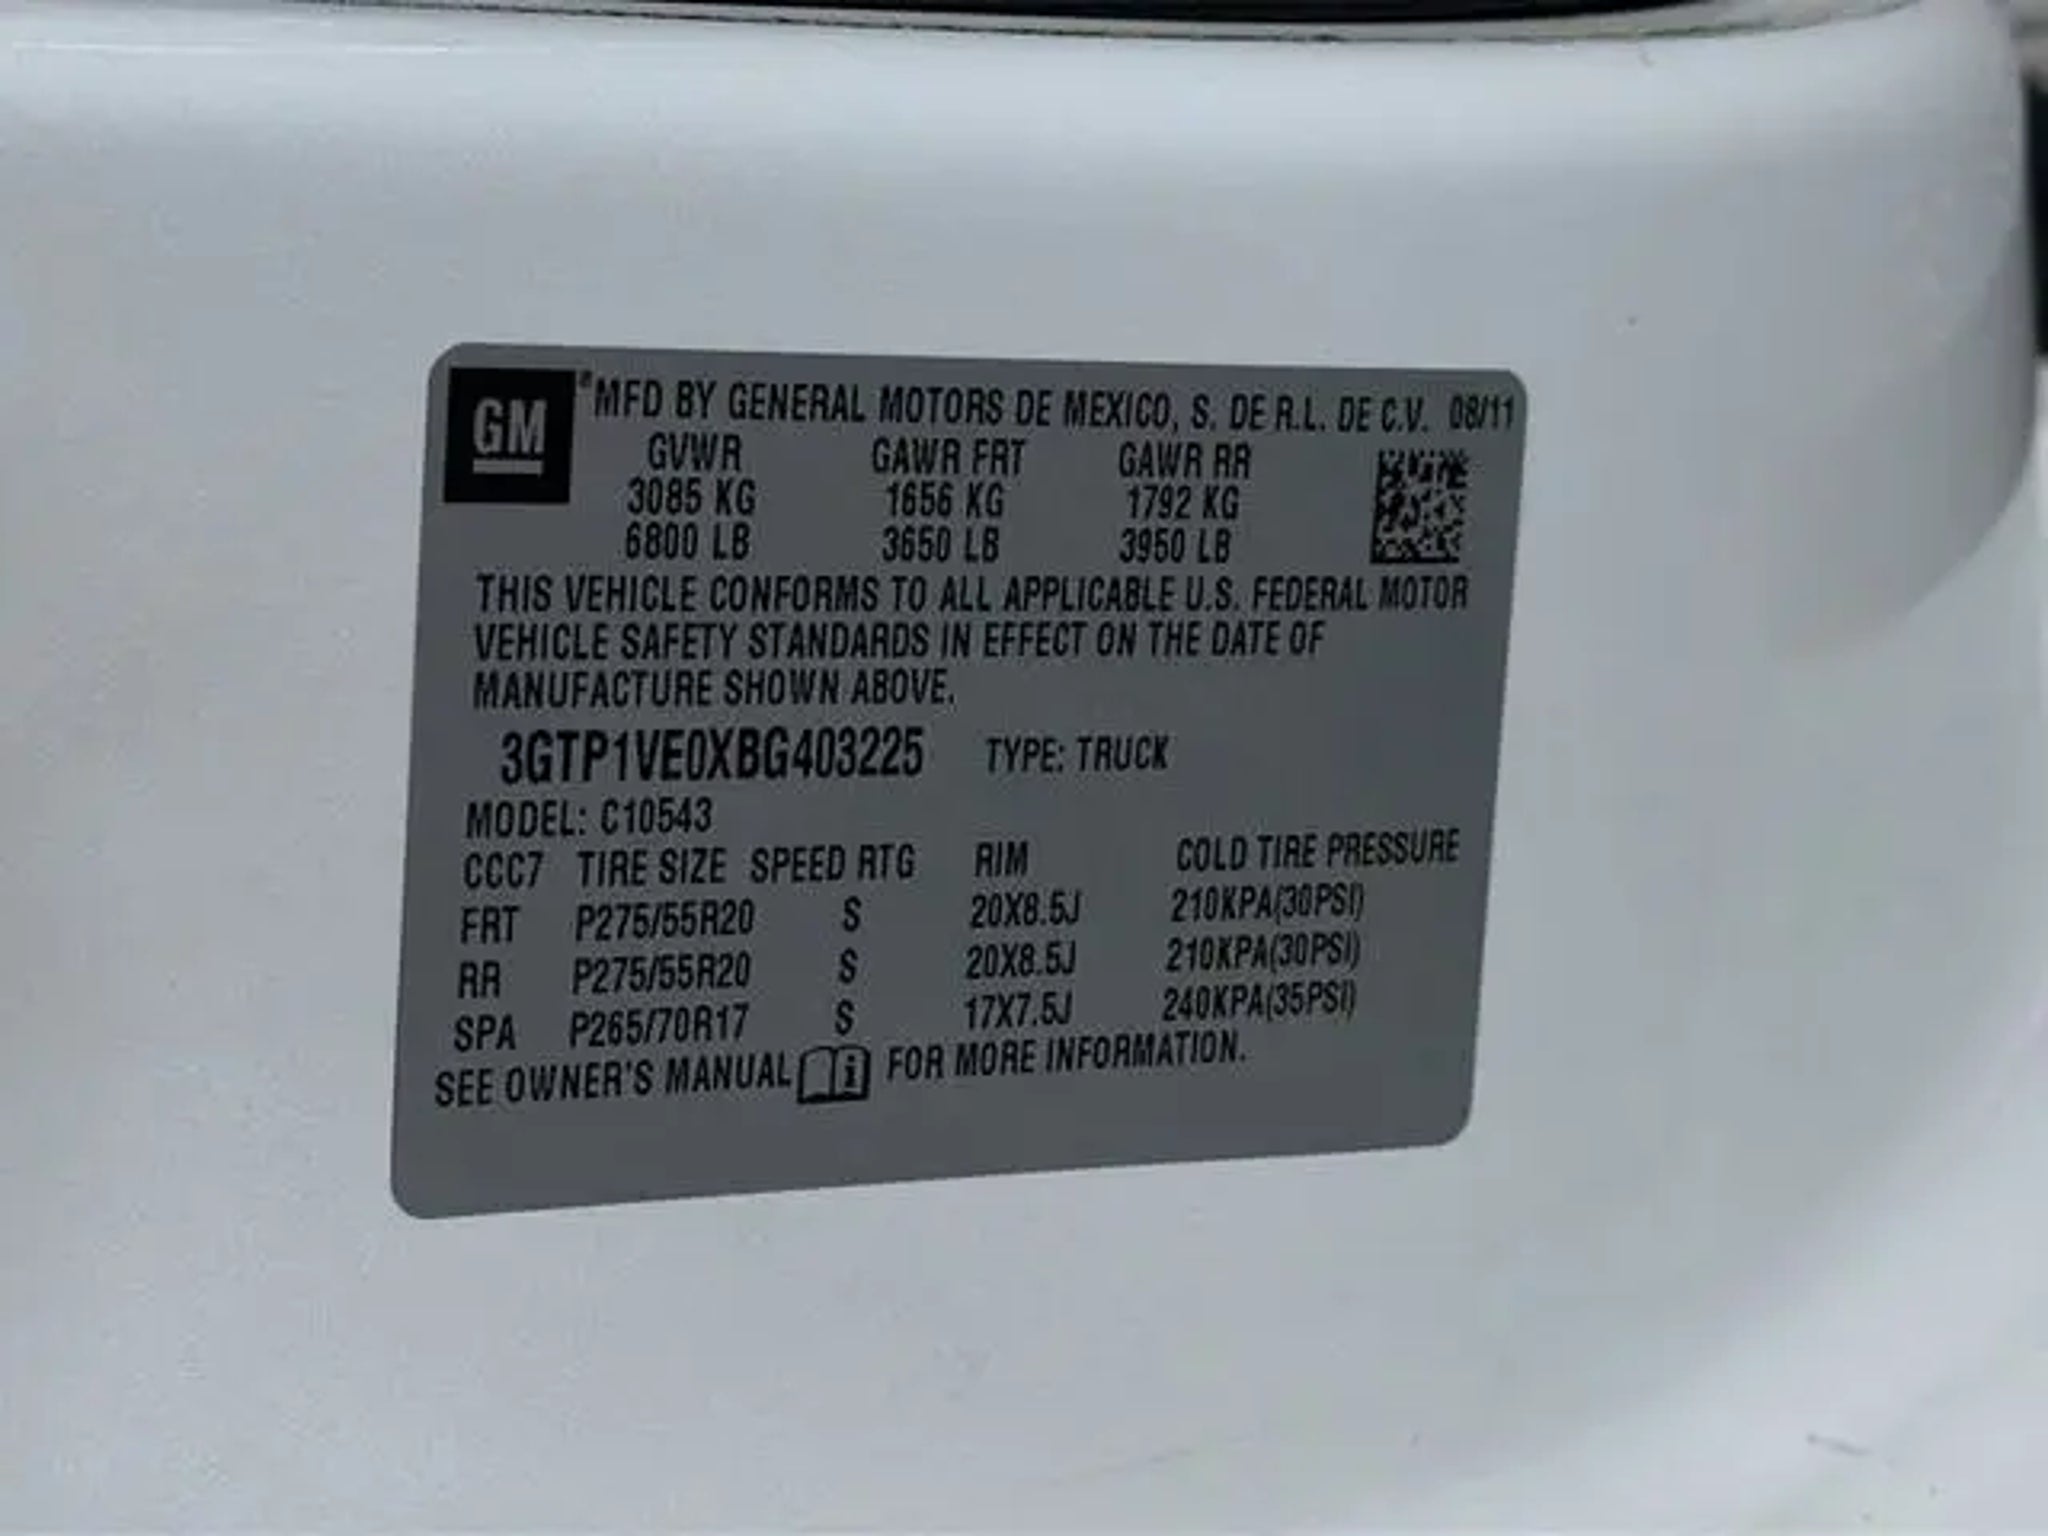 GM ® MFD BY GENERAL MOTORS DE MEXICO, S. DE R.L. DE C.V. 08/11
GVWR GAWR FRT GAWR RR
3085 KG 1656 KG 1792 KG
6800 LB 3650 LB 3950 LB
THIS VEHICLE CONFORMS TO ALL APPLICABLE U.S. FEDERAL MOTOR
VEHICLE SAFETY STANDARDS IN EFFECT ON THE DATE OF
MANUFACTURE SHOWN ABOVE.
3GTP1VE0XBG403225 TYPE: TRUCK
MODEL: C10543
CCC7 TIRE SIZE SPEED RTG RIM COLD TIRE PRESSURE
FRT P275/55R20 S 20X8.5J 210KPA(30PSI)
RR P275/55R20 S 20X8.5J 210KPA(30PSI)
SPA P265/70R17 S 17X7.5J 240KPA(35PSI)
SEE OWNER'S MANUAL i FOR MORE INFORMATION.